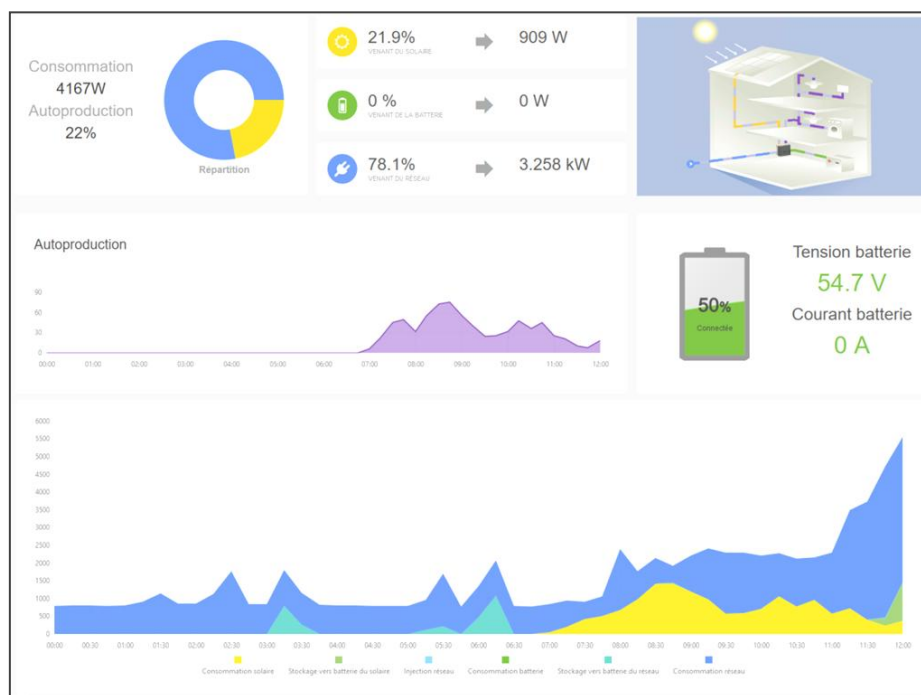 Consommation
4167W
Autoproduction
22%
Répartition
21.9%
VENANT DU SOLAIRE
909 W
0 %
VENANT DE LA BATTERIE
0 W
78.1%
VENANT DU RÉSEAU
3.258 kW
Autoproduction
90
60
30
0
00:00 01:00 02:00 03:00 04:00 05:00 06:00 07:00 08:00 09:00 10:00 11:00 12:00
50%
Connectée
Tension batterie
54.7 V
Courant batterie
0 A
6000
5500
5000
4500
4000
3500
3000
2500
2000
1500
1000
500
0
00:00 00:30 01:00 01:30 02:00 02:30 03:00 03:30 04:00 04:30 05:00 05:30 06:00 06:30 07:00 07:30 08:00 08:30 09:00 09:30 10:00 10:30 11:00 11:30 12:00
Consommation solaire Stockage vers batterie du solaire Injection réseau Consommation batterie Stockage vers batterie du réseau Consommation réseau